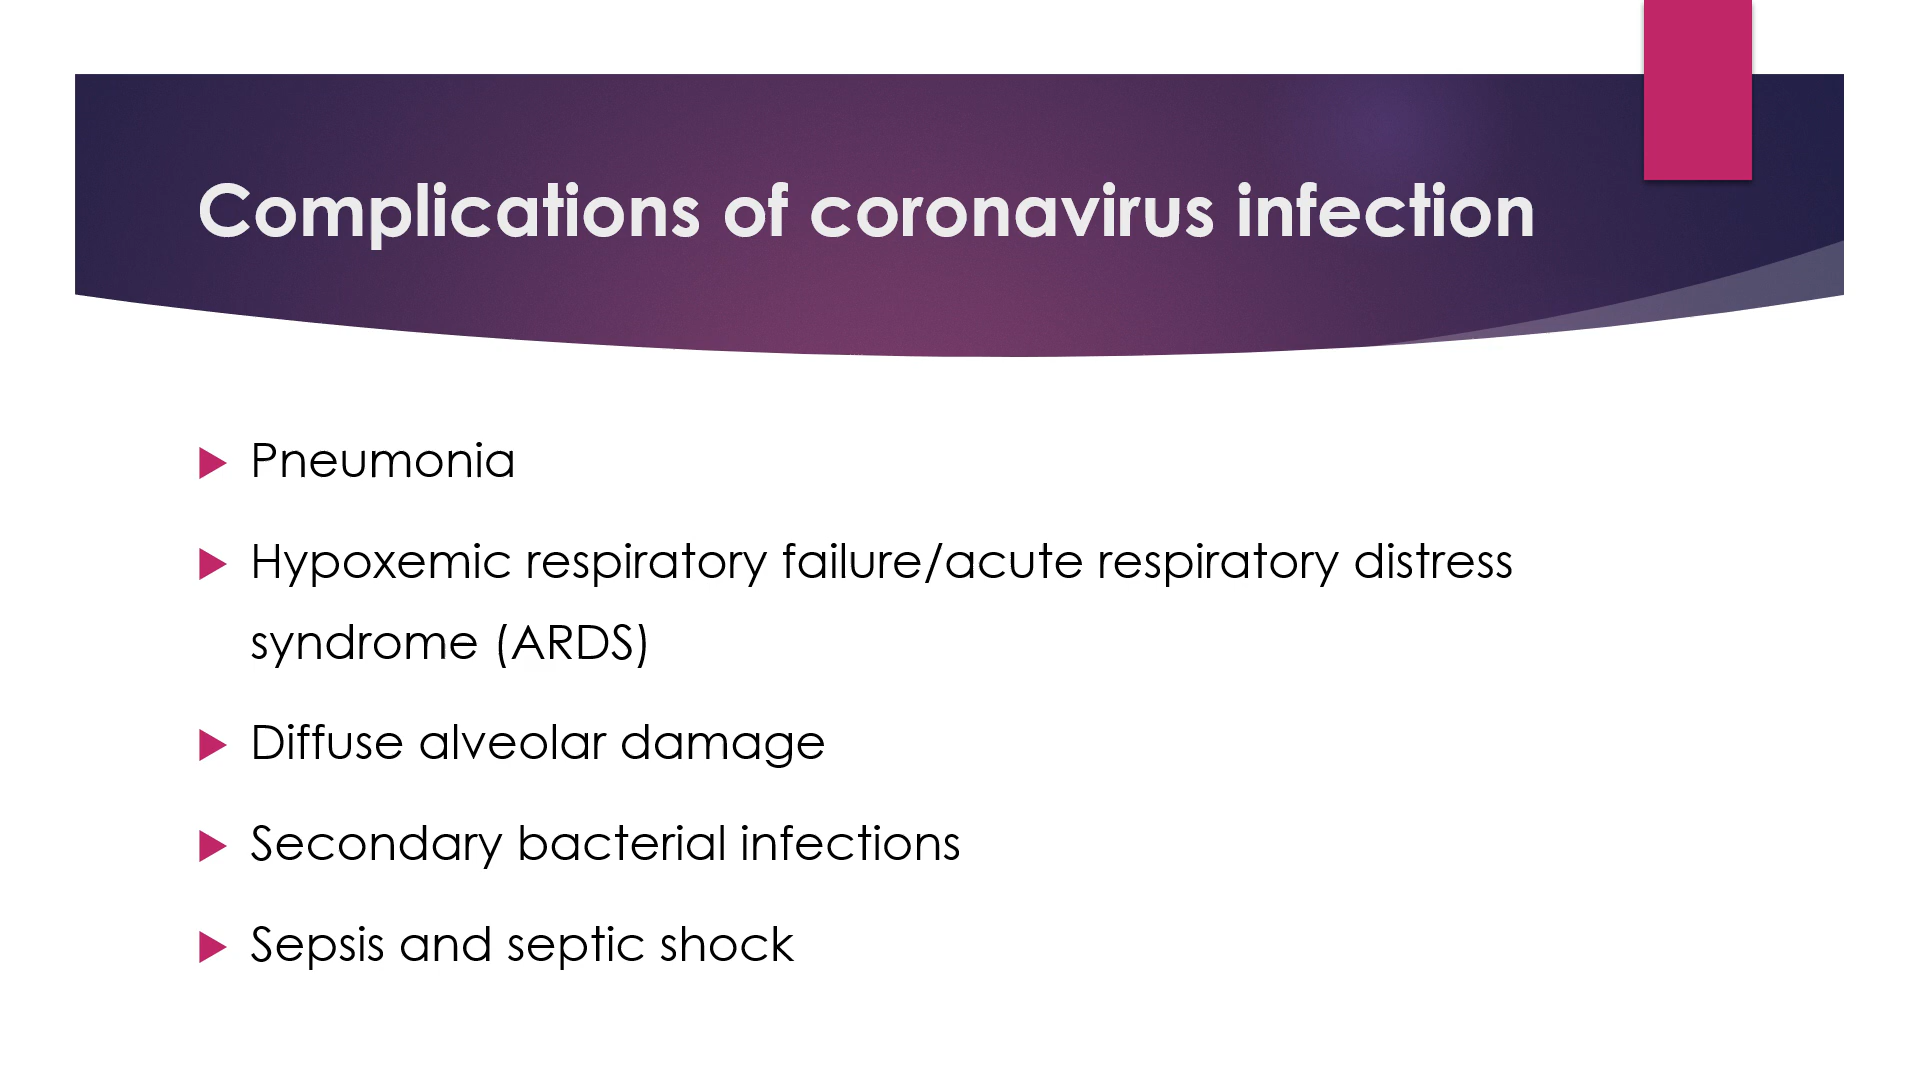 Complications of coronavirus infection
Pneumonia
Hypoxemic respiratory failure/acute respiratory distress
syndrome (ARDS)
Diffuse alveolar damage
Secondary bacterial infections
Sepsis and septic shock